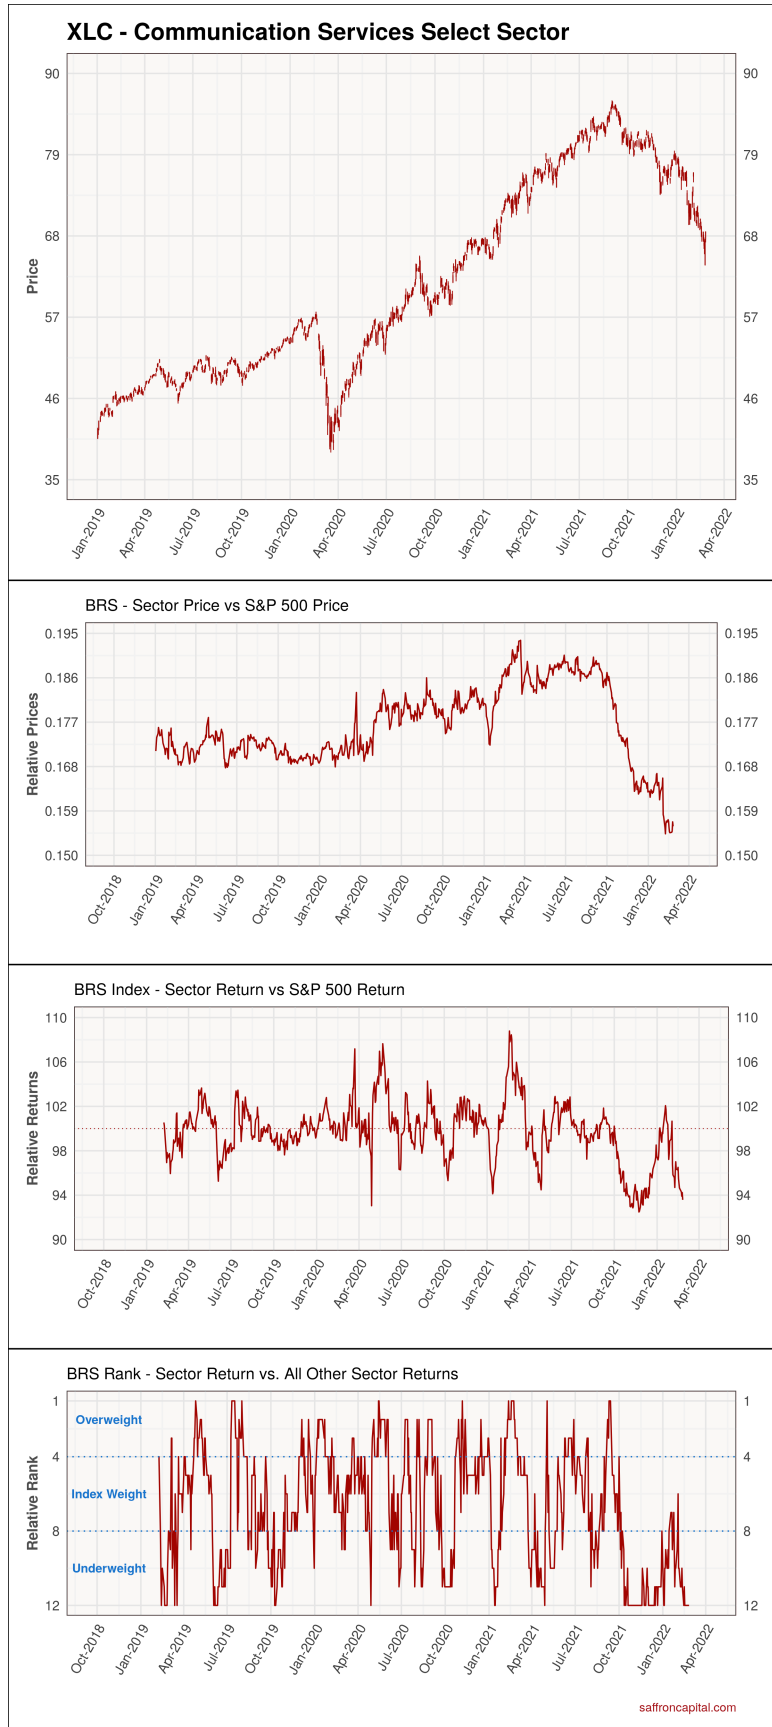 XLC - Communication Services Select Sector
90
90
79
79
68
68
57
57
46
46
35
35
Price
Jan-2019
Apr-2019
Jul-2019
Oct-2019
Jan-2020
Apr-2020
Jul-2020
Oct-2020
Jan-2021
Apr-2021
Jul-2021
Oct-2021
Jan-2022
Apr-2022
BRS - Sector Price vs S&P 500 Price
0.195
0.195
0.186
0.186
0.177
0.177
0.168
0.168
0.159
0.159
0.150
0.150
Relative Prices
Oct-2018
Jan-2019
Apr-2019
Jul-2019
Oct-2019
Jan-2020
Apr-2020
Jul-2020
Oct-2020
Jan-2021
Apr-2021
Jul-2021
Oct-2021
Jan-2022
Apr-2022
BRS Index - Sector Return vs S&P 500 Return
110
110
106
106
102
102
98
98
94
94
90
90
Relative Returns
Oct-2018
Jan-2019
Apr-2019
Jul-2019
Oct-2019
Jan-2020
Apr-2020
Jul-2020
Oct-2020
Jan-2021
Apr-2021
Jul-2021
Oct-2021
Jan-2022
Apr-2022
BRS Rank - Sector Return vs. All Other Sector Returns
1
1
Overweight
4
4
Index Weight
8
8
Underweight
12
12
Relative Rank
Oct-2018
Jan-2019
Apr-2019
Jul-2019
Oct-2019
Jan-2020
Apr-2020
Jul-2020
Oct-2020
Jan-2021
Apr-2021
Jul-2021
Oct-2021
Jan-2022
Apr-2022
saffroncapital.com